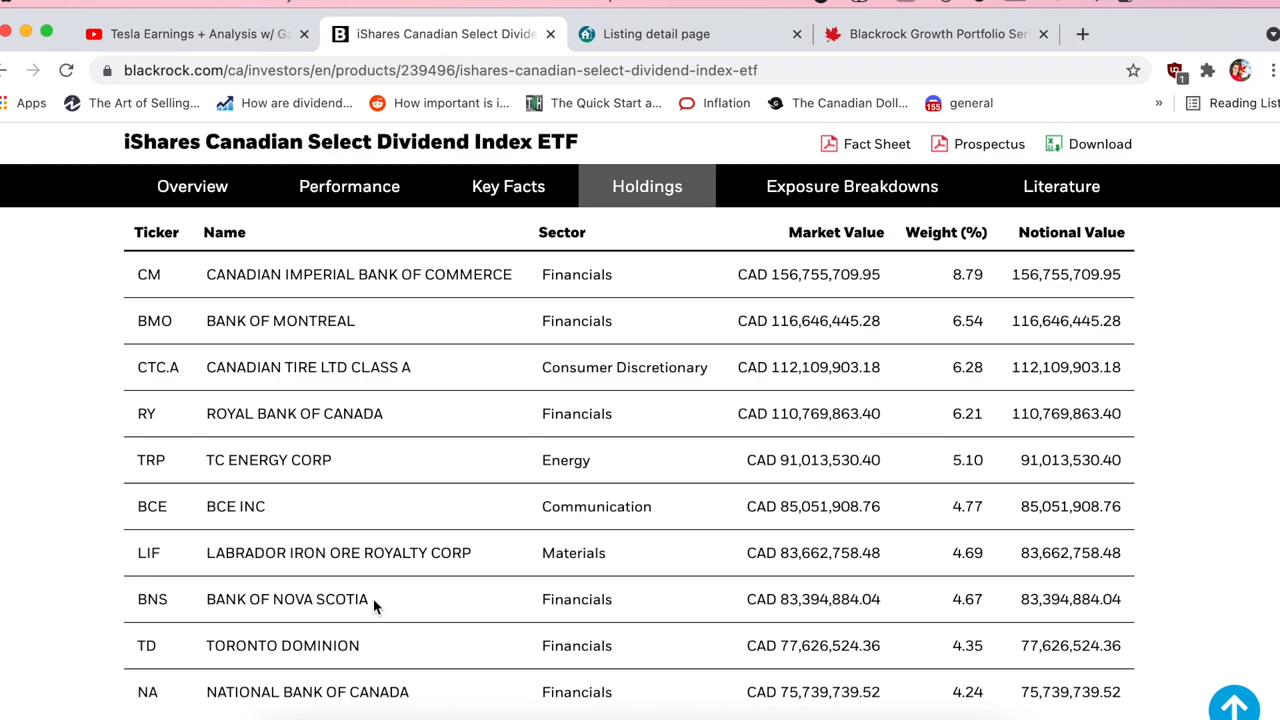 Tesla Earnings + Analysis w/ Ga
iShares Canadian Select Divide
Listing detail page
Blackrock Growth Portfolio Seri
blackrock.com/ca/investors/en/products/239496/ishares-canadian-select-dividend-index-etf
1
Apps
The Art of Selling...
How are dividend...
How important is i...
The Quick Start a...
Inflation
The Canadian Doll...
155
general
»
Reading List
iShares Canadian Select Dividend Index ETF
Fact Sheet
Prospectus
Download
Overview Performance Key Facts Holdings Exposure Breakdowns Literature
Ticker Name Sector Market Value Weight (%) Notional Value
CM CANADIAN IMPERIAL BANK OF COMMERCE Financials CAD 156,755,709.95 8.79 156,755,709.95
BMO BANK OF MONTREAL Financials CAD 116,646,445.28 6.54 116,646,445.28
CTC.A CANADIAN TIRE LTD CLASS A Consumer Discretionary CAD 112,109,903.18 6.28 112,109,903.18
RY ROYAL BANK OF CANADA Financials CAD 110,769,863.40 6.21 110,769,863.40
TRP TC ENERGY CORP Energy CAD 91,013,530.40 5.10 91,013,530.40
BCE BCE INC Communication CAD 85,051,908.76 4.77 85,051,908.76
LIF LABRADOR IRON ORE ROYALTY CORP Materials CAD 83,662,758.48 4.69 83,662,758.48
BNS BANK OF NOVA SCOTIA Financials CAD 83,394,884.04 4.67 83,394,884.04
TD TORONTO DOMINION Financials CAD 77,626,524.36 4.35 77,626,524.36
NA NATIONAL BANK OF CANADA Financials CAD 75,739,739.52 4.24 75,739,739.52